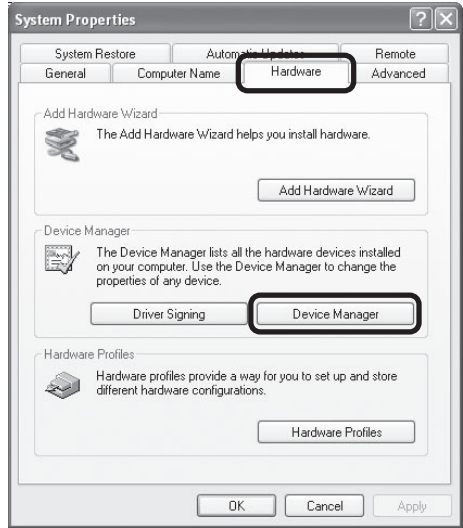 System Properties
System Restore Automatic Updates Remote
General Computer Name Hardware Advanced
Add Hardware Wizard
The Add Hardware Wizard helps you install hardware.
Add Hardware Wizard
Device Manager
The Device Manager lists all the hardware devices installed
on your computer. Use the Device Manager to change the
properties of any device.
Driver Signing Device Manager
Hardware Profiles
Hardware profiles provide a way for you to set up and store
different hardware configurations.
Hardware Profiles
OK Cancel Apply